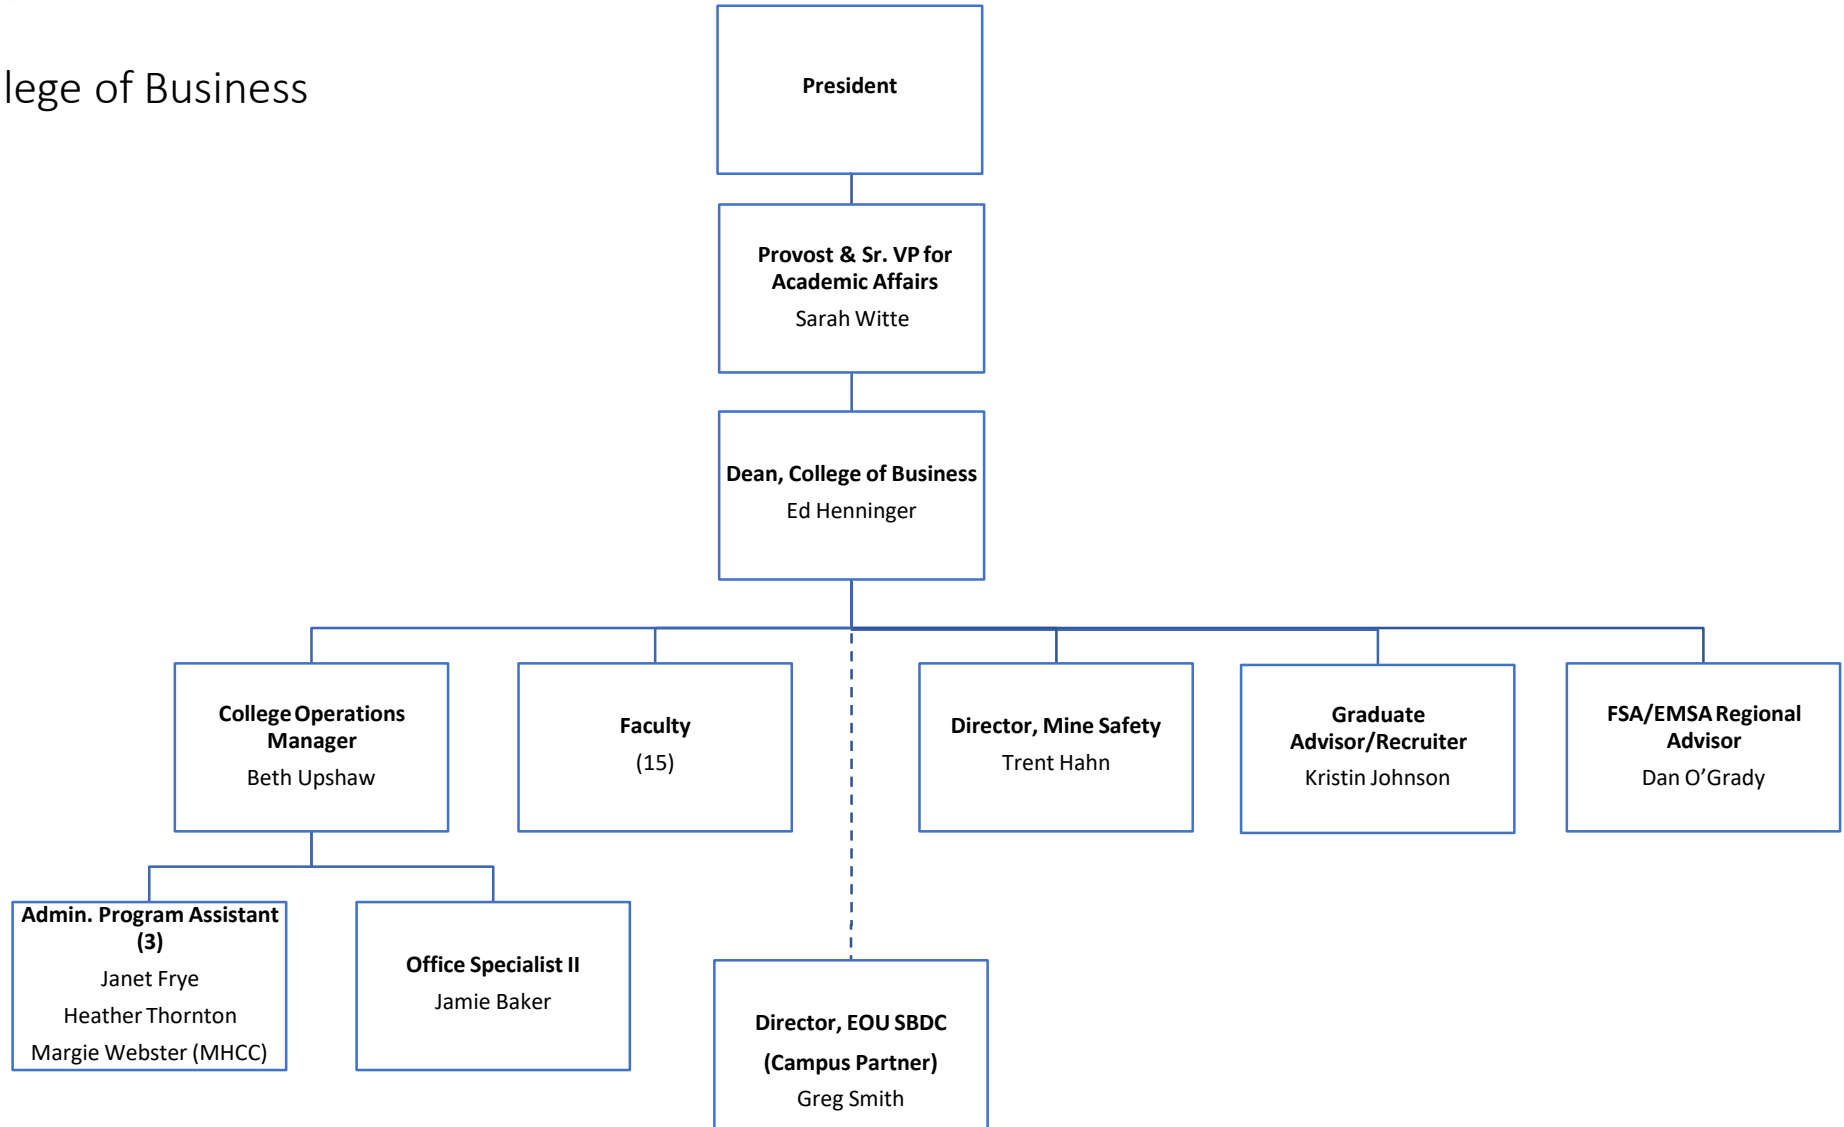 lege of Business
President
Provost & Sr. VP for
Academic Affairs
Sarah Witte
Dean, College of Business
Ed Henninger
College Operations
Manager
Beth Upshaw
Faculty
(15)
Director, Mine Safety
Trent Hahn
Graduate
Advisor/Recruiter
Kristin Johnson
FSA/EMSA Regional
Advisor
Dan O’Grady
Admin. Program Assistant
(3)
Janet Frye
Heather Thornton
Margie Webster (MHCC)
Office Specialist II
Jamie Baker
Director, EOU SBDC
(Campus Partner)
Greg Smith